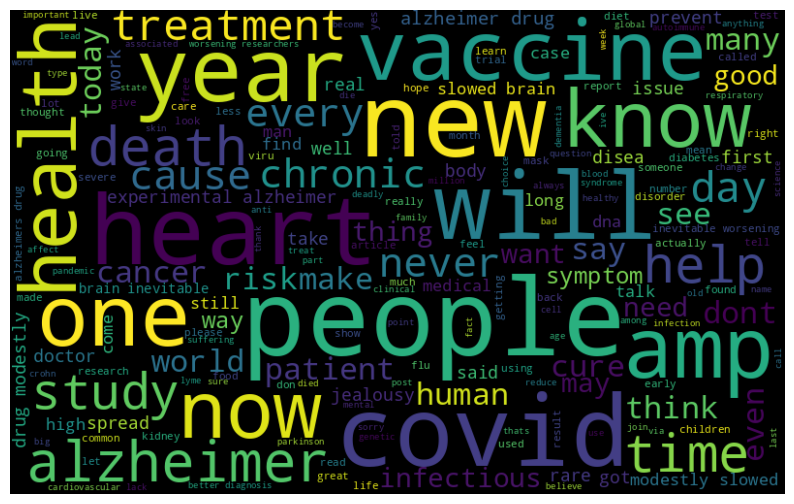 important live
treatment
alzheimer drug
prevent
diet
global
anything
autoimmune
test
yes
become
associated
worsening researchers
lead
word
type
state
health
today
work
year
vaccine
many
good
learn
week
trial
case
called
thought
lot
give
care
free
less
die
real
hope
slowed brain
issue
report
respiratory
going
skin
look
every
new
know
right
told
dementia
ive
death
man
find
well
month
mask
question
disea
first
mean
viru
severe
deadly
body
choice
diabetes
someone
cause
chronic
will
syndrome
blood
number
disorder
change
science
day
million
really
always
bad
healthy
experimental alzheimer
long
dna
see
actually
inevitable worsening
alzheimers drug
anti
family
feel
heart
take
thing
article
want
say
tell
affect
thank
treat
part
never
help
cancer
risk
make
clinical
getting
medical
symptom
back
old
found
name
cell
pandemic
made
brain inevitable
much
suffering
show
point
fact
age
among
infection
talk
one
still
way
people
need
dont
amp
drug modestly
come
please
doctor
world
food
patient
flu
said
using
cure
may
early
call
research
crohn
don
died
post
reduce
lyme
sure
mental
jealousy
study
now
human
covid
think
even
time
high
spread
kidney
sorry
genetic
result
thats
used
use
join
via
children
last
big
common
let
parkinson
read
alzheimer
infectious
rare
got
modestly slowed
great
life
believe
cardiovascular
lack
better diagnosis